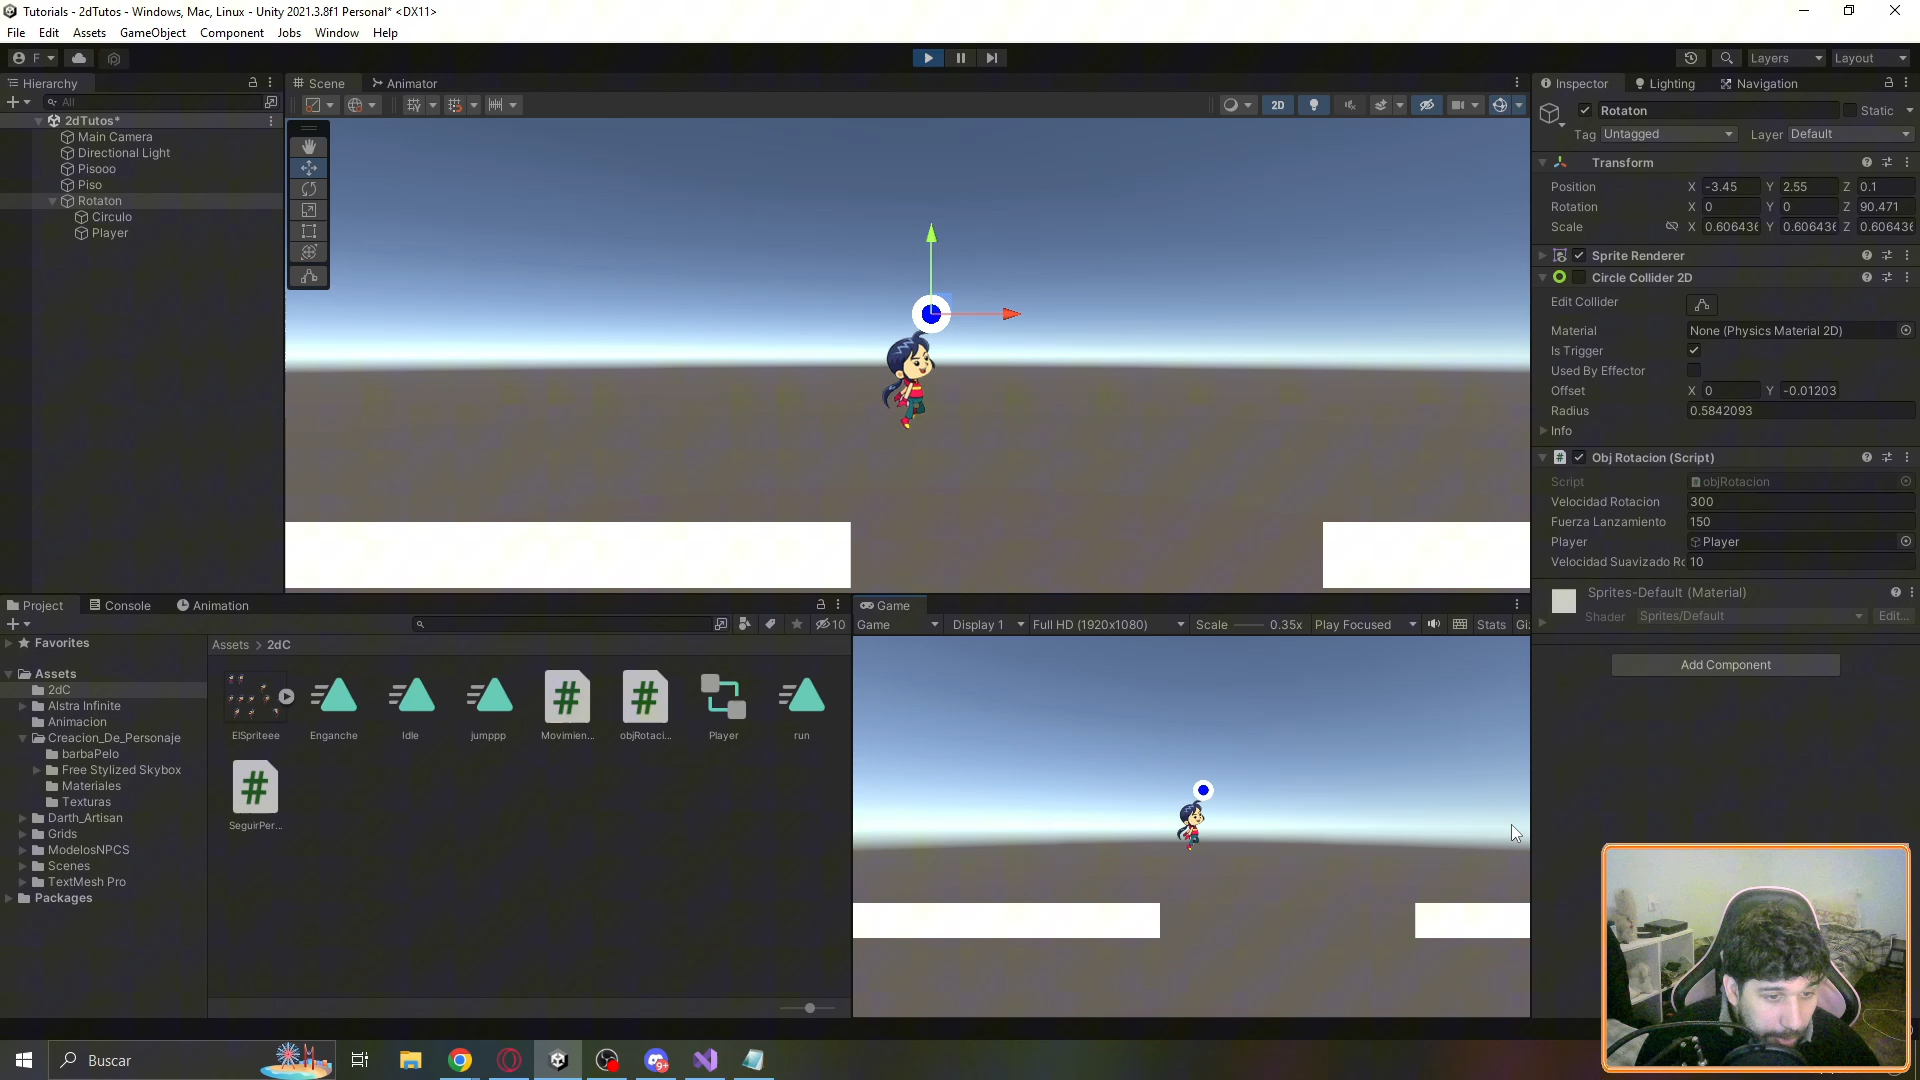 Tutorials - 2dTutos - Windows, Mac, Linux - Unity 2021.3.8f1 Personal* <DX11>
File Edit Assets GameObject Component Jobs Window Help
F Layers Layout
Hierarchy
All
2dTutos*
Main Camera
Directional Light
Pisooo
Piso
Rotaton
Circulo
Player
Scene Animator
2D
Inspector Lighting Navigation
Rotaton Static
Tag Untagged Layer Default
Transform
Position X -3.45 Y 2.55 Z 0.1
Rotation X 0 Y 0 Z 90.471
Scale X 0.606436 Y 0.606436 Z 0.606436
Sprite Renderer
Circle Collider 2D
Edit Collider
Material None (Physics Material 2D)
Is Trigger
Used By Effector
Offset X 0 Y -0.01203
Radius 0.5842093
Info
Obj Rotacion (Script)
Script objRotacion
Velocidad Rotacion 300
Fuerza Lanzamiento 150
Player Player
Velocidad Suavizado Ro 10
Sprites-Default (Material)
Shader Sprites/Default Edit...
Add Component
Project Console Animation
10
Favorites
Assets
2dC
Alstra Infinite
Animacion
Creacion_De_Personaje
barbaPelo
Free Stylized Skybox
Materiales
Texturas
Darth_Artisan
Grids
ModelosNPCS
Scenes
TextMesh Pro
Packages
Assets > 2dC
ElSpriteee Enganche Idle jumppp Movimien... objRotaci... Player run
SeguirPer...
Game
Game Display 1 Full HD (1920x1080) Scale 0.35x Play Focused Stats Gi
Buscar
9+